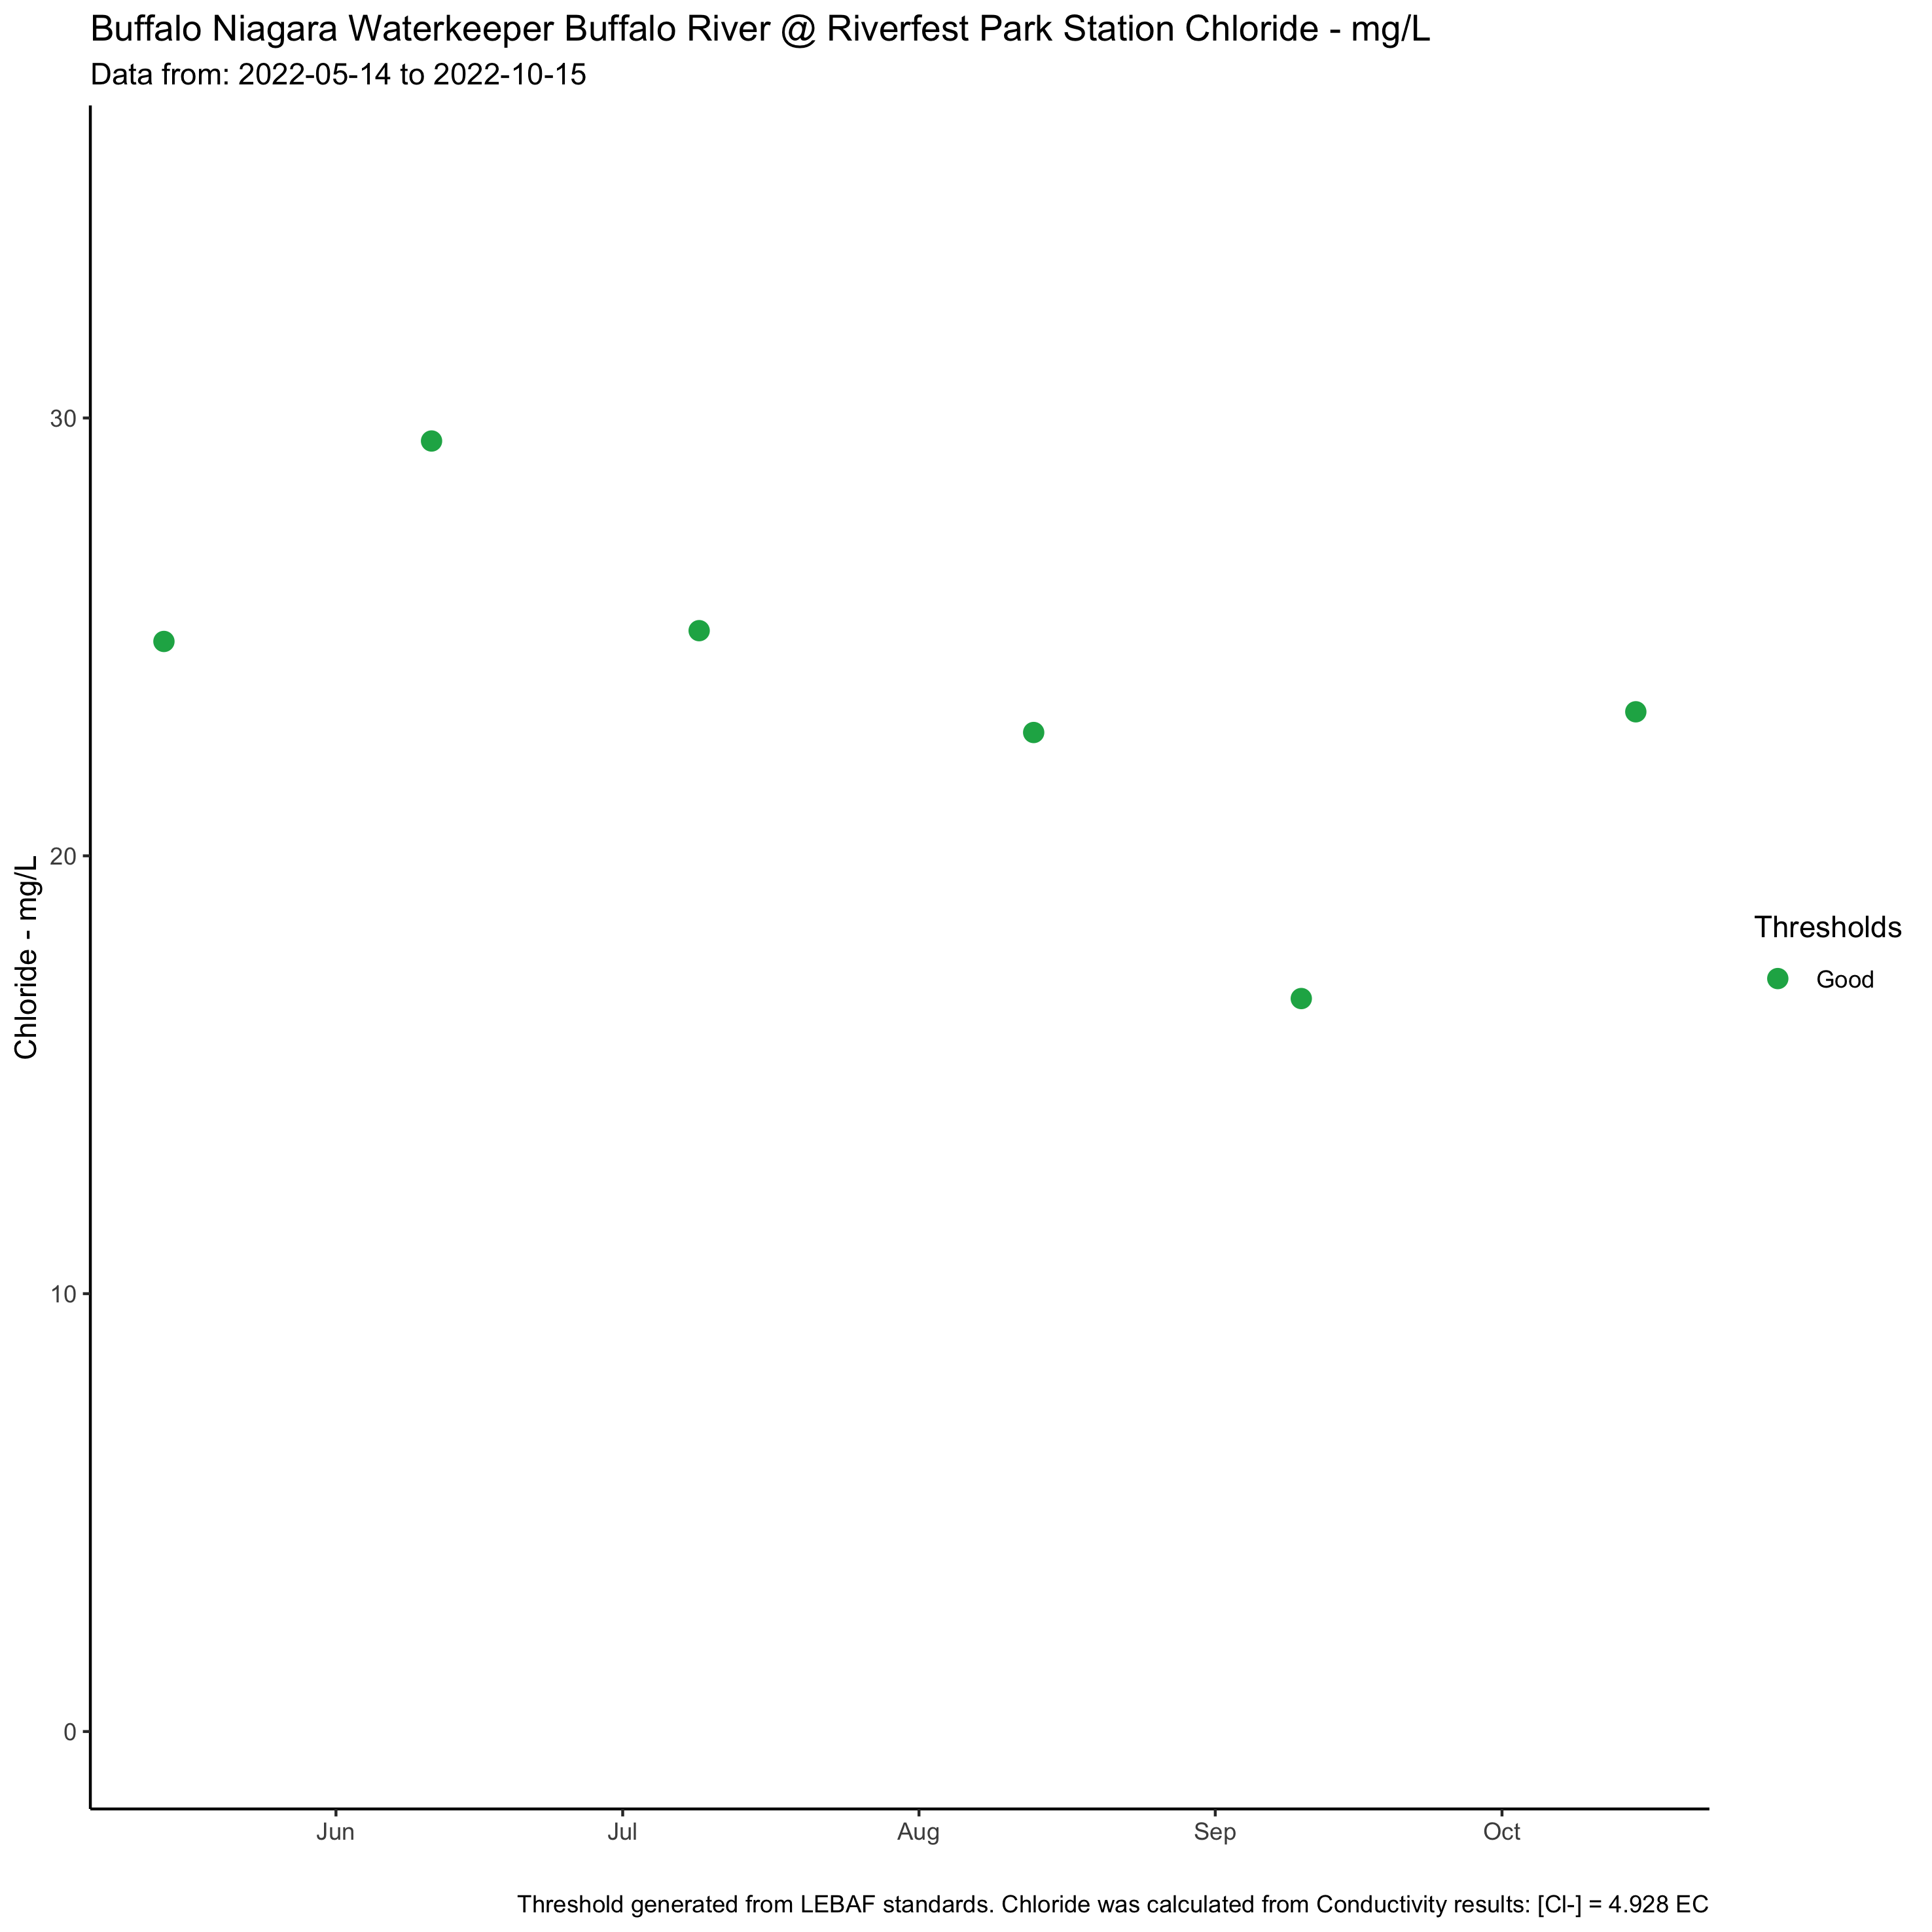 Buffalo Niagara Waterkeeper Buffalo River @ Riverfest Park Station Chloride - mg/L
Data from: 2022-05-14 to 2022-10-15
Chloride - mg/L
30
20
10
0
Jun Jul Aug Sep Oct
Thresholds
Good
Threshold generated from LEBAF standards. Chloride was calculated from Conductivity results: [Cl-] = 4.928 EC